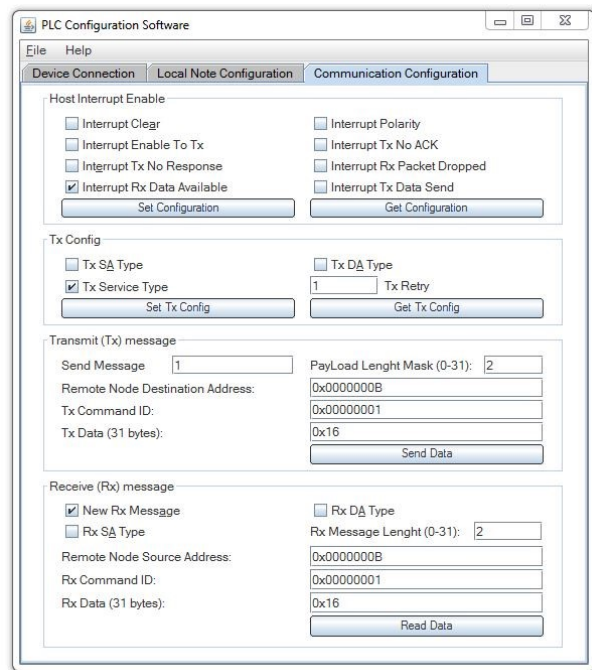 PLC Configuration Software
File Help
Device Connection Local Note Configuration Communication Configuration
Host Interrupt Enable
Interrupt Clear Interrupt Polarity
Interrupt Enable To Tx Interrupt Tx No ACK
Interrupt Tx No Response Interrupt Rx Packet Dropped
Interrupt Rx Data Available Interrupt Tx Data Send
Set Configuration Get Configuration
Tx Config
Tx SA Type Tx DA Type
Tx Service Type 1 Tx Retry
Set Tx Config Get Tx Config
Transmit (Tx) message
Send Message 1 PayLoad Lenght Mask (0-31): 2
Remote Node Destination Address: 0x0000000B
Tx Command ID: 0x00000001
Tx Data (31 bytes): 0x16
Send Data
Receive (Rx) message
New Rx Message Rx DA Type
Rx SA Type Rx Message Lenght (0-31): 2
Remote Node Source Address: 0x0000000B
Rx Command ID: 0x00000001
Rx Data (31 bytes): 0x16
Read Data